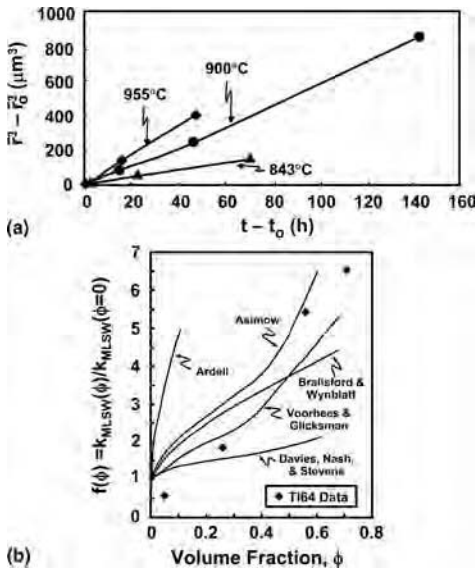 1000
800
600
400
200
0
r̄³ − r̄₀³ (μm³)
955°C
900°C
843°C
0 20 40 60 80 100 120 140 160
t − t₀ (h)
(a)
7
6
5
4
3
2
1
0
f(ϕ) =k_MLSW(ϕ)/k_MLSW(ϕ=0)
Ardell
Asimow
Brailsford &
Wynblatt
Voorhees &
Glicksman
Davies, Nash,
& Stevens
TI64 Data
0 0.2 0.4 0.6 0.8
Volume Fraction, ϕ
(b)